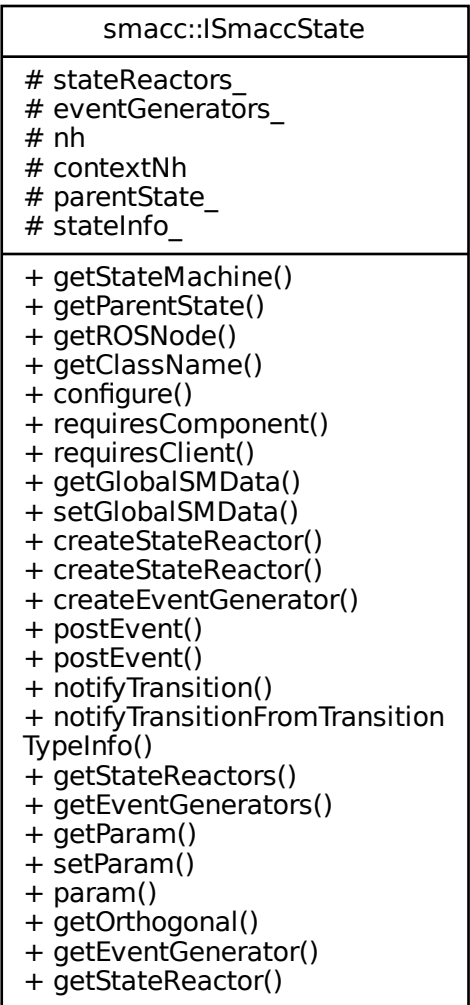 smacc::ISmaccState
# stateReactors_
# eventGenerators_
# nh
# contextNh
# parentState_
# stateInfo_
+ getStateMachine()
+ getParentState()
+ getROSNode()
+ getClassName()
+ configure()
+ requiresComponent()
+ requiresClient()
+ getGlobalSMData()
+ setGlobalSMData()
+ createStateReactor()
+ createStateReactor()
+ createEventGenerator()
+ postEvent()
+ postEvent()
+ notifyTransition()
+ notifyTransitionFromTransition
TypeInfo()
+ getStateReactors()
+ getEventGenerators()
+ getParam()
+ setParam()
+ param()
+ getOrthogonal()
+ getEventGenerator()
+ getStateReactor()